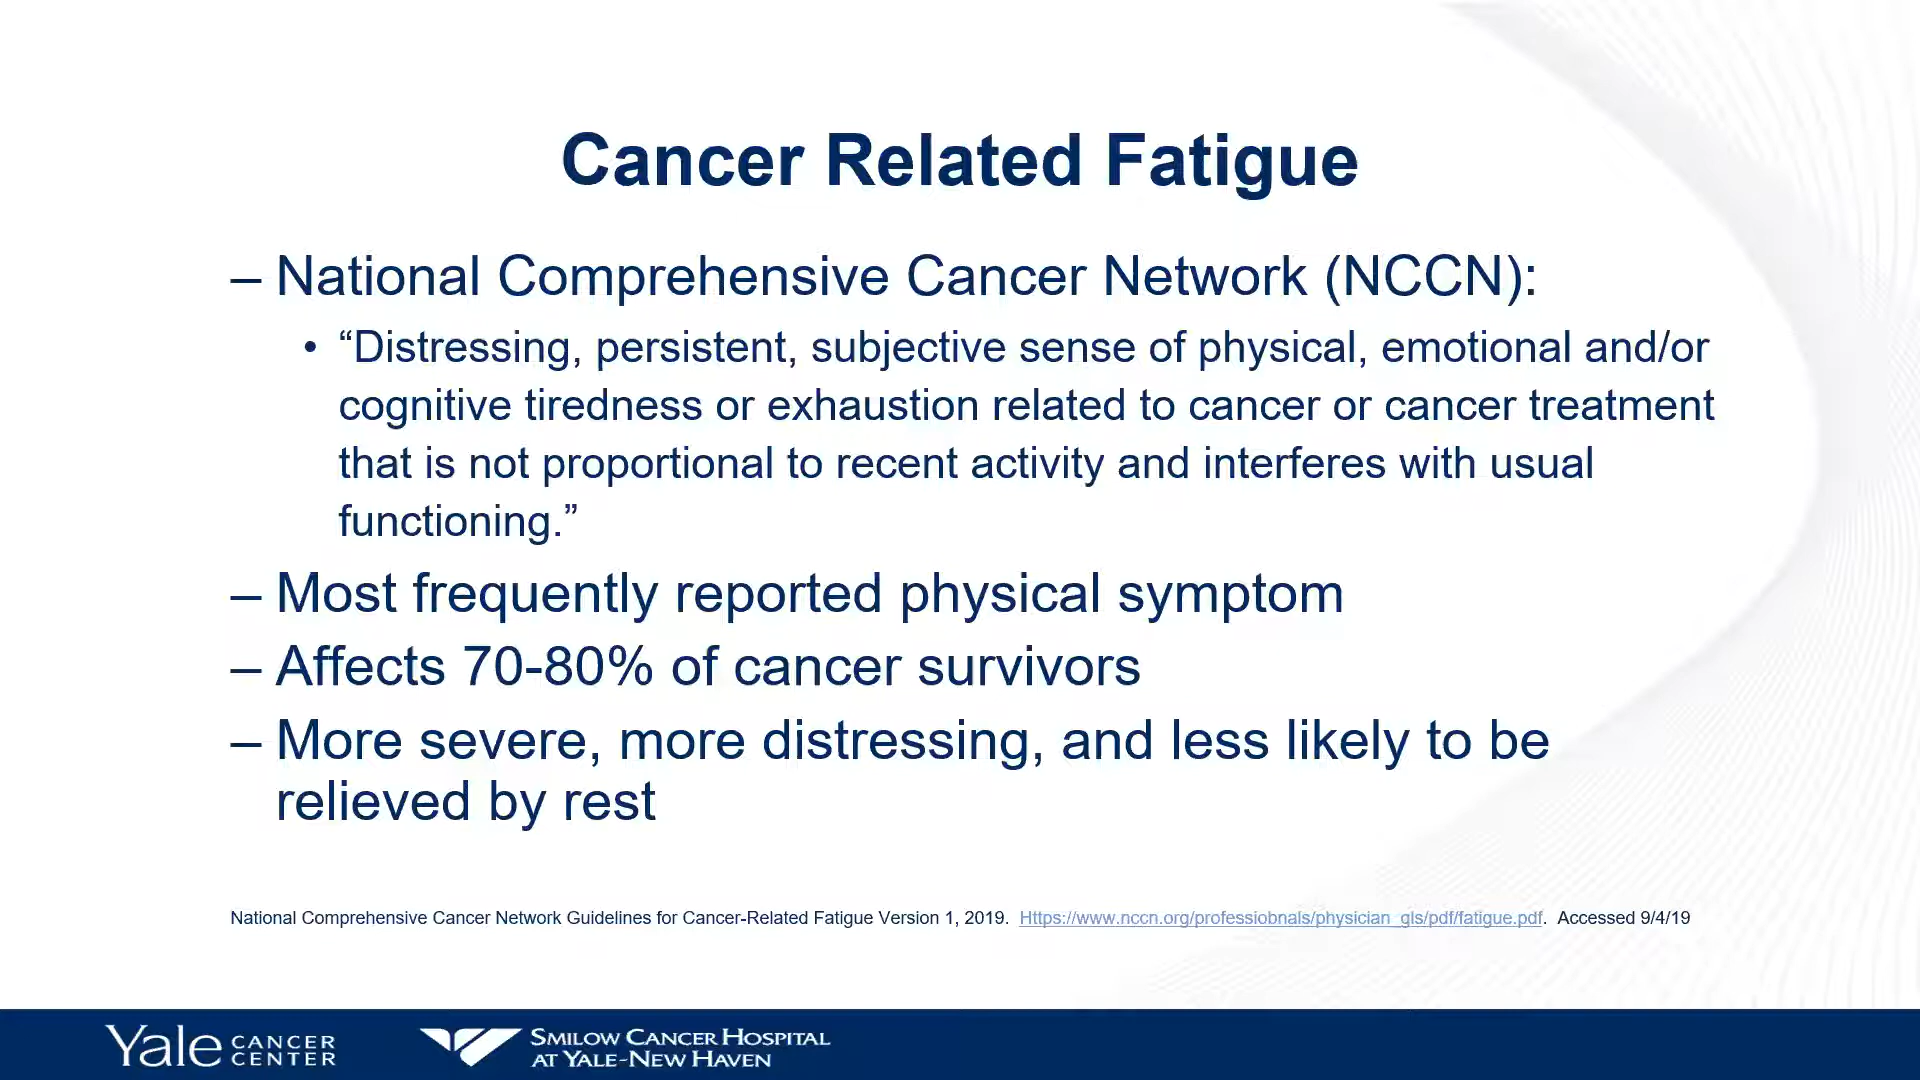 Cancer Related Fatigue
– National Comprehensive Cancer Network (NCCN):
• “Distressing, persistent, subjective sense of physical, emotional and/or
cognitive tiredness or exhaustion related to cancer or cancer treatment
that is not proportional to recent activity and interferes with usual
functioning.”
– Most frequently reported physical symptom
– Affects 70-80% of cancer survivors
– More severe, more distressing, and less likely to be
relieved by rest
National Comprehensive Cancer Network Guidelines for Cancer-Related Fatigue Version 1, 2019. Https://www.nccn.org/professiobnals/physician_gls/pdf/fatigue.pdf. Accessed 9/4/19
Yale CANCER CENTER
SMILOW CANCER HOSPITAL
AT YALE-NEW HAVEN